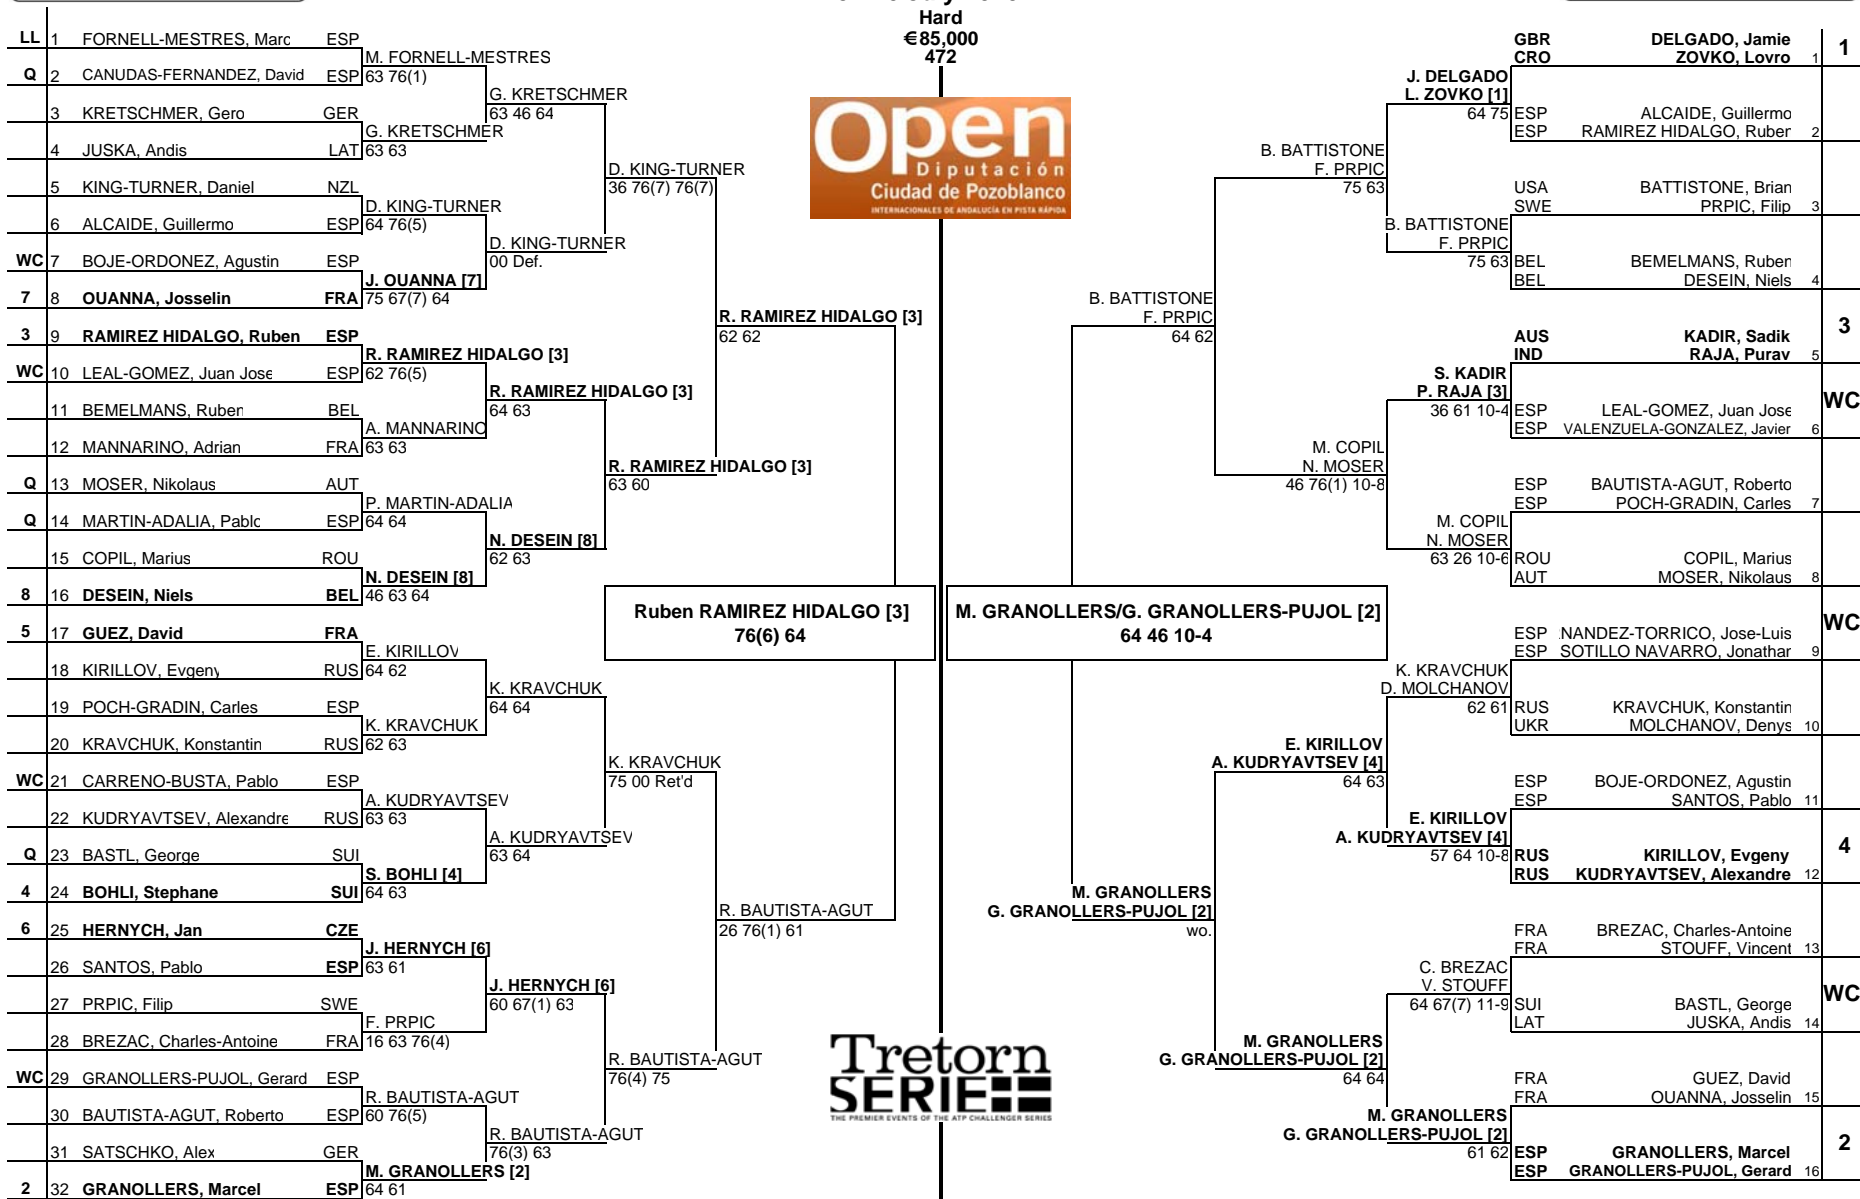 Hard
€85,000
472
Open
Diputación
Ciudad de Pozoblanco
INTERNACIONALES DE ANDALUCÍA EN PISTA RÁPIDA
LL 1 FORNELL-MESTRES, Marc ESP
M. FORNELL-MESTRES
Q 2 CANUDAS-FERNANDEZ, David ESP 63 76(1)
G. KRETSCHMER
3 KRETSCHMER, Gero GER 63 46 64
G. KRETSCHMER
4 JUSKA, Andis LAT 63 63
D. KING-TURNER
5 KING-TURNER, Daniel NZL 36 76(7) 76(7)
D. KING-TURNER
6 ALCAIDE, Guillermo ESP 64 76(5)
D. KING-TURNER
WC 7 BOJE-ORDONEZ, Agustin ESP 00 Def.
J. OUANNA [7]
7 8 OUANNA, Josselin FRA 75 67(7) 64
R. RAMIREZ HIDALGO [3]
3 9 RAMIREZ HIDALGO, Ruben ESP 62 62
R. RAMIREZ HIDALGO [3]
WC 10 LEAL-GOMEZ, Juan Jose ESP 62 76(5)
R. RAMIREZ HIDALGO [3]
11 BEMELMANS, Ruben BEL 64 63
A. MANNARINO
12 MANNARINO, Adrian FRA 63 63
R. RAMIREZ HIDALGO [3]
Q 13 MOSER, Nikolaus AUT 63 60
P. MARTIN-ADALIA
Q 14 MARTIN-ADALIA, Pablo ESP 64 64
N. DESEIN [8]
15 COPIL, Marius ROU 62 63
N. DESEIN [8]
8 16 DESEIN, Niels BEL 46 63 64
Ruben RAMIREZ HIDALGO [3]
76(6) 64
5 17 GUEZ, David FRA
E. KIRILLOV
18 KIRILLOV, Evgeny RUS 64 62
K. KRAVCHUK
19 POCH-GRADIN, Carles ESP 64 64
K. KRAVCHUK
20 KRAVCHUK, Konstantin RUS 62 63
K. KRAVCHUK
WC 21 CARRENO-BUSTA, Pablo ESP 75 00 Ret'd
A. KUDRYAVTSEV
22 KUDRYAVTSEV, Alexandre RUS 63 63
A. KUDRYAVTSEV
Q 23 BASTL, George SUI 63 64
S. BOHLI [4]
4 24 BOHLI, Stephane SUI 64 63
R. BAUTISTA-AGUT
6 25 HERNYCH, Jan CZE 26 76(1) 61
J. HERNYCH [6]
26 SANTOS, Pablo ESP 63 61
J. HERNYCH [6]
27 PRPIC, Filip SWE 60 67(1) 63
F. PRPIC
28 BREZAC, Charles-Antoine FRA 16 63 76(4)
R. BAUTISTA-AGUT
WC 29 GRANOLLERS-PUJOL, Gerard ESP 76(4) 75
R. BAUTISTA-AGUT
30 BAUTISTA-AGUT, Roberto ESP 60 76(5)
R. BAUTISTA-AGUT
31 SATSCHKO, Alex GER 76(3) 63
M. GRANOLLERS [2]
2 32 GRANOLLERS, Marcel ESP 64 61
Tretorn
SERIE
THE PREMIER EVENTS OF THE ATP CHALLENGER SERIES
GBR DELGADO, Jamie 1
CRO ZOVKO, Lovro 1
J. DELGADO
L. ZOVKO [1]
64 75 ESP ALCAIDE, Guillermo
ESP RAMIREZ HIDALGO, Ruben 2
B. BATTISTONE
F. PRPIC
75 63
USA BATTISTONE, Brian
SWE PRPIC, Filip 3
B. BATTISTONE
F. PRPIC
75 63 BEL BEMELMANS, Ruben
BEL DESEIN, Niels 4
B. BATTISTONE
F. PRPIC
64 62
3
AUS KADIR, Sadik
IND RAJA, Purav 5
S. KADIR
P. RAJA [3]
WC
36 61 10-4 ESP LEAL-GOMEZ, Juan Jose
ESP VALENZUELA-GONZALEZ, Javier 6
M. COPIL
N. MOSER
46 76(1) 10-8
ESP BAUTISTA-AGUT, Roberto
ESP POCH-GRADIN, Carles 7
M. COPIL
N. MOSER
63 26 10-6 ROU COPIL, Marius
AUT MOSER, Nikolaus 8
M. GRANOLLERS/G. GRANOLLERS-PUJOL [2]
64 46 10-4
WC
ESP NANDEZ-TORRICO, Jose-Luis
ESP SOTILLO NAVARRO, Jonathar 9
K. KRAVCHUK
D. MOLCHANOV
62 61 RUS KRAVCHUK, Konstantin
UKR MOLCHANOV, Denys 10
E. KIRILLOV
A. KUDRYAVTSEV [4]
64 63
ESP BOJE-ORDONEZ, Agustin
ESP SANTOS, Pablo 11
E. KIRILLOV
A. KUDRYAVTSEV [4]
4
57 64 10-8 RUS KIRILLOV, Evgeny
RUS KUDRYAVTSEV, Alexandre 12
M. GRANOLLERS
G. GRANOLLERS-PUJOL [2]
wo.
FRA BREZAC, Charles-Antoine
FRA STOUFF, Vincent 13
C. BREZAC
V. STOUFF
WC
64 67(7) 11-9 SUI BASTL, George
LAT JUSKA, Andis 14
M. GRANOLLERS
G. GRANOLLERS-PUJOL [2]
64 64
FRA GUEZ, David
FRA OUANNA, Josselin 15
M. GRANOLLERS
G. GRANOLLERS-PUJOL [2]
2
61 62 ESP GRANOLLERS, Marcel
ESP GRANOLLERS-PUJOL, Gerard 16